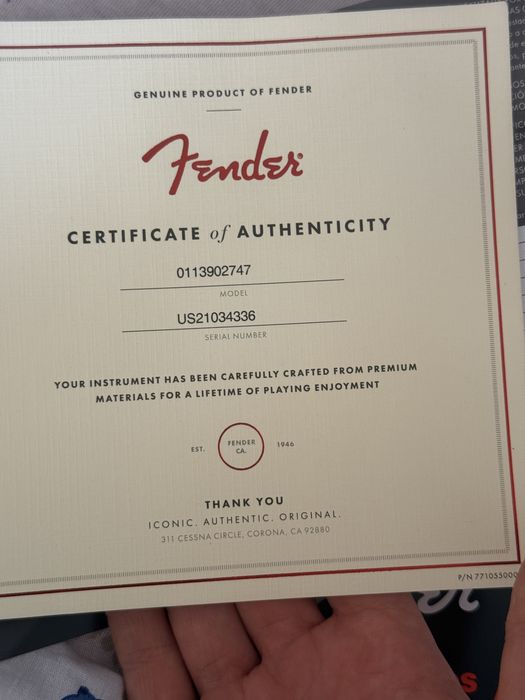 GENUINE PRODUCT OF FENDER
Fender
CERTIFICATE of AUTHENTICITY
0113902747
MODEL
US21034336
SERIAL NUMBER
YOUR INSTRUMENT HAS BEEN CAREFULLY CRAFTED FROM PREMIUM
MATERIALS FOR A LIFETIME OF PLAYING ENJOYMENT
EST. FENDER CA. 1946
THANK YOU
ICONIC. AUTHENTIC. ORIGINAL.
311 CESSNA CIRCLE, CORONA, CA 92880
P/N 771055000